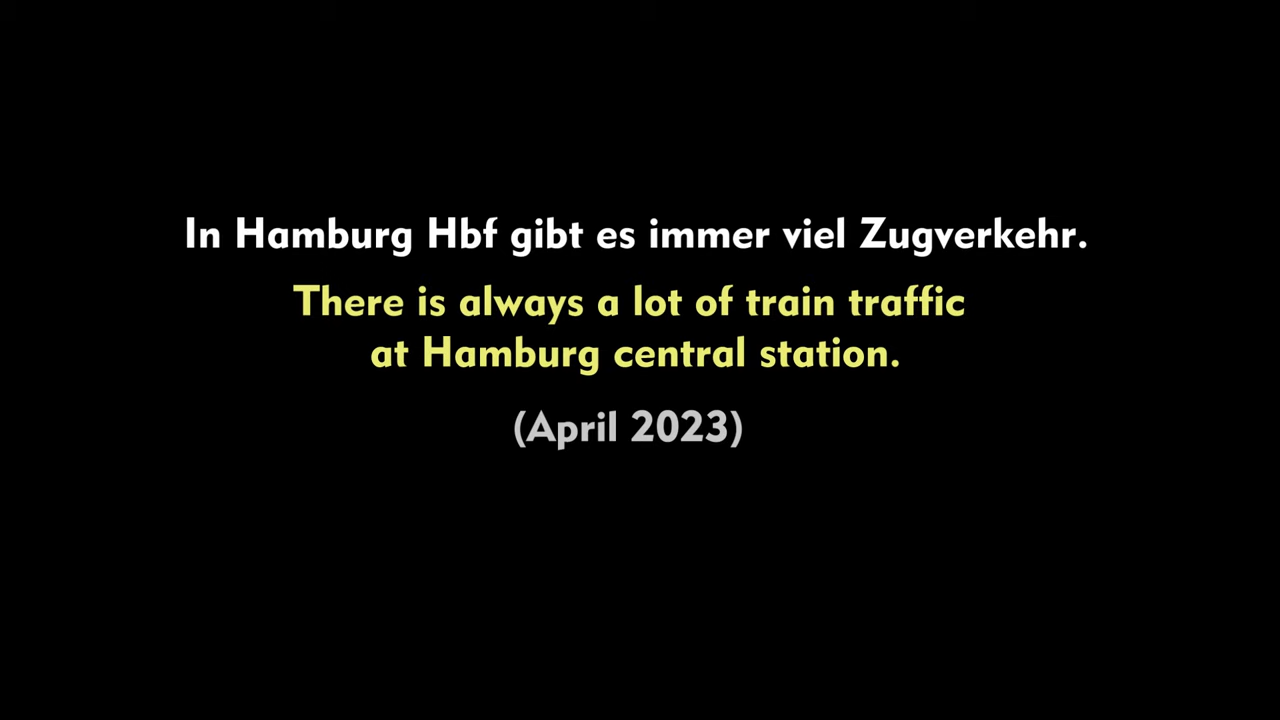 In Hamburg Hbf gibt es immer viel Zugverkehr.
There is always a lot of train traffic
at Hamburg central station.
(April 2023)